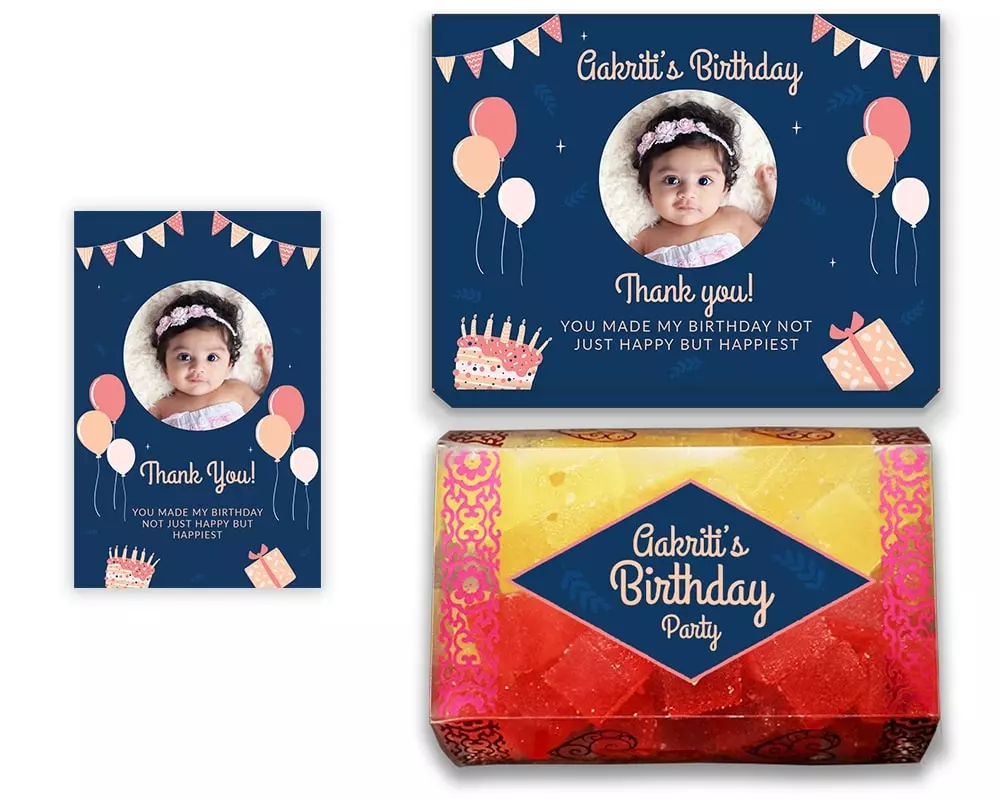 Aakriti's Birthday
Thank you!
YOU MADE MY BIRTHDAY NOT
JUST HAPPY BUT HAPPIEST
Thank You!
YOU MADE MY BIRTHDAY
NOT JUST HAPPY BUT
HAPPIEST
Aakriti's
Birthday
Party